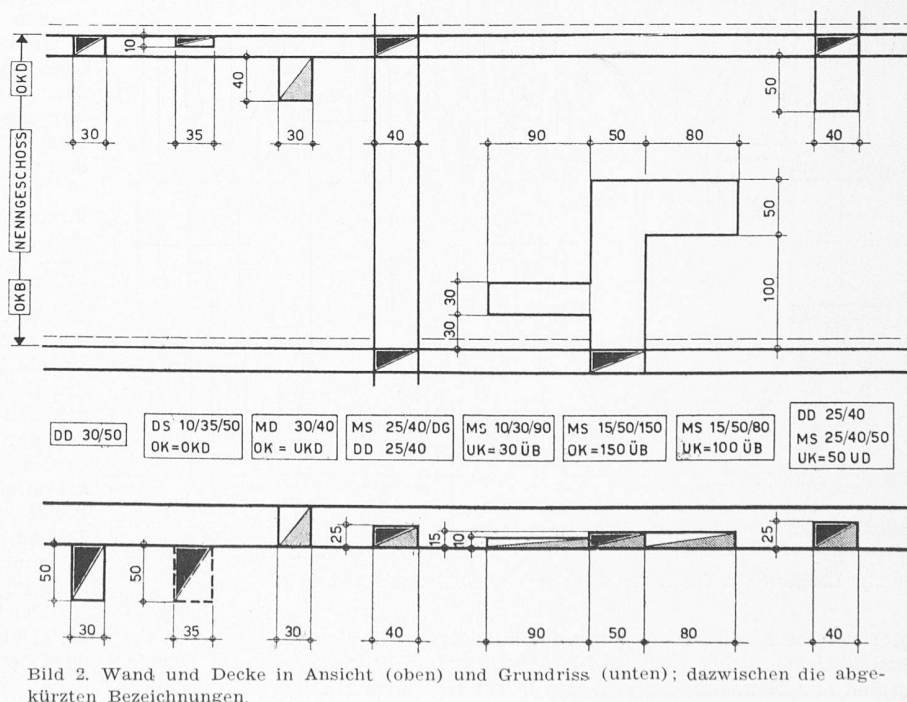 10
OKD
NENNGESCHOSS
OKB
40
50
30
35
30
40
90
50
80
40
50
30
30
100
DD 30/50
DS 10/35/50
OK=OKD
MD 30/40
OK = UKD
MS 25/40/DG
DD 25/40
MS 10/30/90
UK=30 ÜB
MS 15/50/150
OK=150 ÜB
MS 15/50/80
UK=100 ÜB
DD 25/40
MS 25/40/50
UK=50 UD
50
50
25
15
10
25
30
35
30
40
90
50
80
40
Bild 2. Wand und Decke in Ansicht (oben) und Grundriss (unten); dazwischen die abge-
kürzten Bezeichnungen.